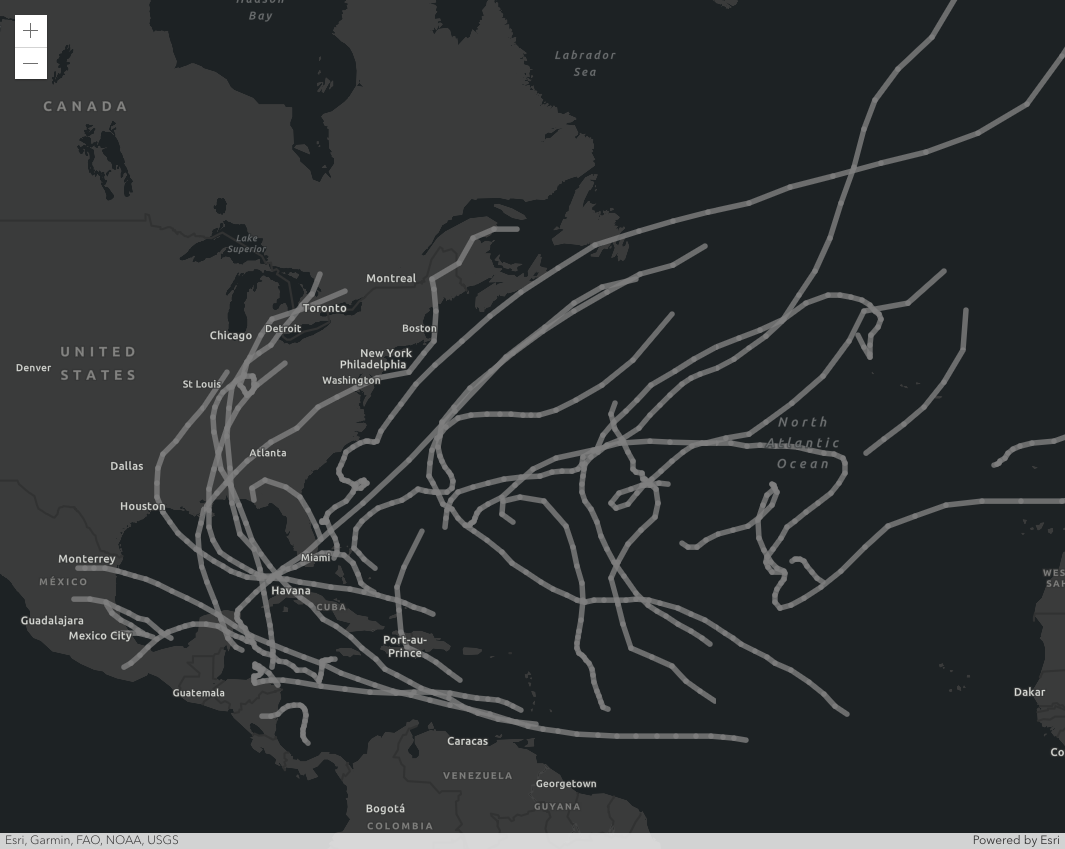 Hudson
Bay
Labrador
Sea
CANADA
Lake
Superior
Montreal
Toronto
Chicago
Detroit
Boston
UNITED
STATES
New York
Philadelphia
Denver
St Louis
Washington
North
Atlantic
Ocean
Atlanta
Dallas
Houston
Monterrey
Miami
MÉXICO
Havana
CUBA
WES
SAH
Guadalajara
Mexico City
Port-au-
Prince
Guatemala
Dakar
Caracas
Co
VENEZUELA
Georgetown
GUYANA
Bogotá
COLOMBIA
Esri, Garmin, FAO, NOAA, USGS
Powered by Esri